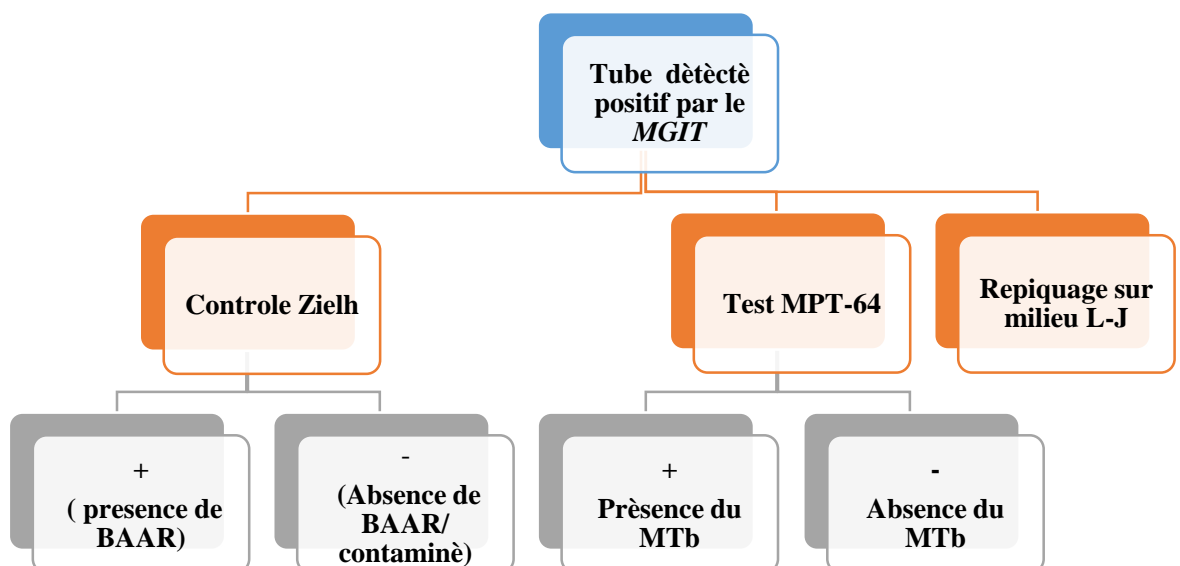 Tube dètèctè
positif par le
MGIT
Controle Zielh
Test MPT-64
Repiquage sur
milieu L-J
+
( presence de
BAAR)
-
(Absence de
BAAR/
contaminè)
+
Prèsence du
MTb
-
Absence du
MTb